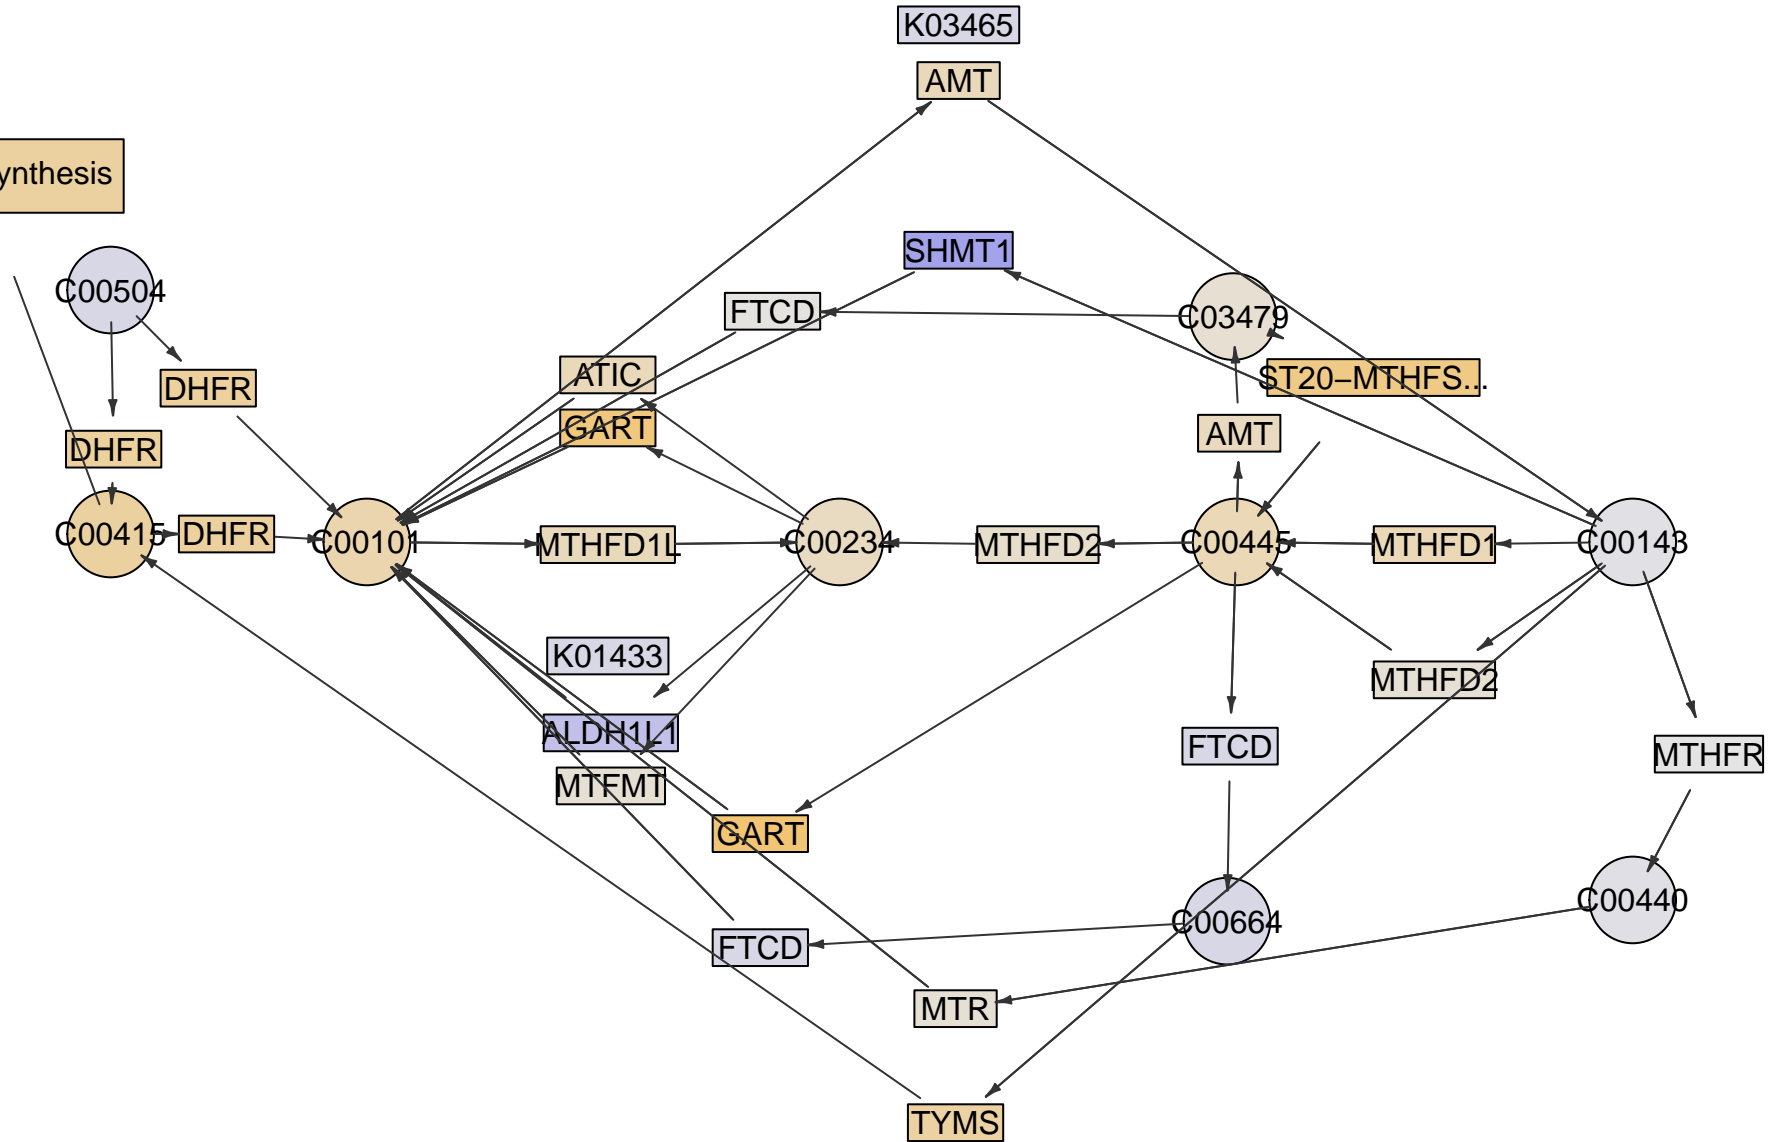 K03465
AMT
ynthesis
SHMT1
C00504
FTCD
C03479
DHFR
ATIC
ST20−MTHFS...
GART
AMT
DHFR
C00415
DHFR
C00101
MTHFD1L
C00234
MTHFD2
C00445
MTHFD1
C00143
K01433
MTHFD2
ALDH1L1
FTCD
MTHFR
MTFMT
GART
C00440
C00664
FTCD
MTR
TYMS